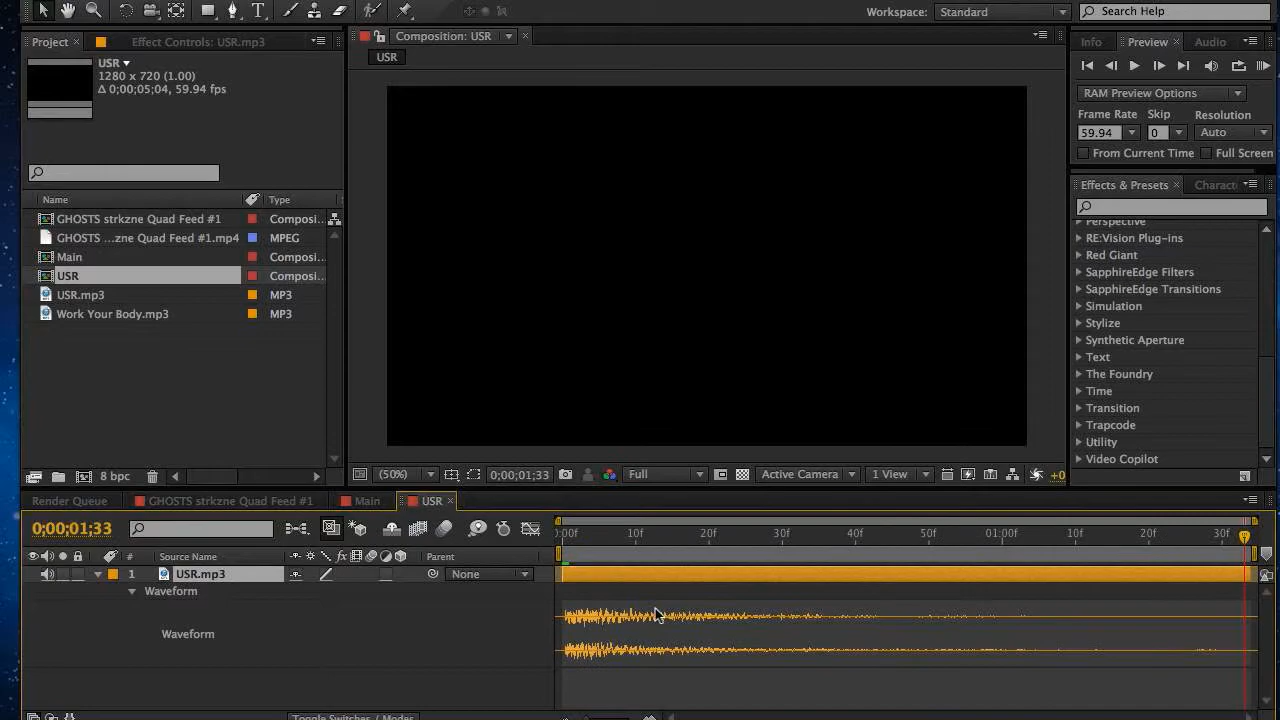 Workspace: Standard
Search Help
Project
Effect Controls: USR.mp3
Composition: USR
Info
Preview
Audio
USR
1280 x 720 (1.00)
Δ 0;00;05;04, 59.94 fps
USR
RAM Preview Options
Frame Rate Skip Resolution
59.94 0 Auto
From Current Time Full Screen
Effects & Presets
Name Type
GHOSTS strkzne Quad Feed #1 Composi...
GHOSTS ...zne Quad Feed #1.mp4 MPEG
Main Composi...
USR Composi...
USR.mp3 MP3
Work Your Body.mp3 MP3
Perspective
RE:Vision Plug-ins
Red Giant
SapphireEdge Filters
SapphireEdge Transitions
Simulation
Stylize
Synthetic Aperture
Text
The Foundry
Time
Transition
Trapcode
Utility
Video Copilot
8 bpc
(50%) 0;00;01;33 Full Active Camera 1 View +0
Render Queue GHOSTS strkzne Quad Feed #1 Main USR
0;00;01;33
:00f 10f 20f 30f 40f 50f 01:00f 10f 20f 30f
# Source Name Parent
1 USR.mp3 None
Waveform
Waveform
Toggle Switches / Modes